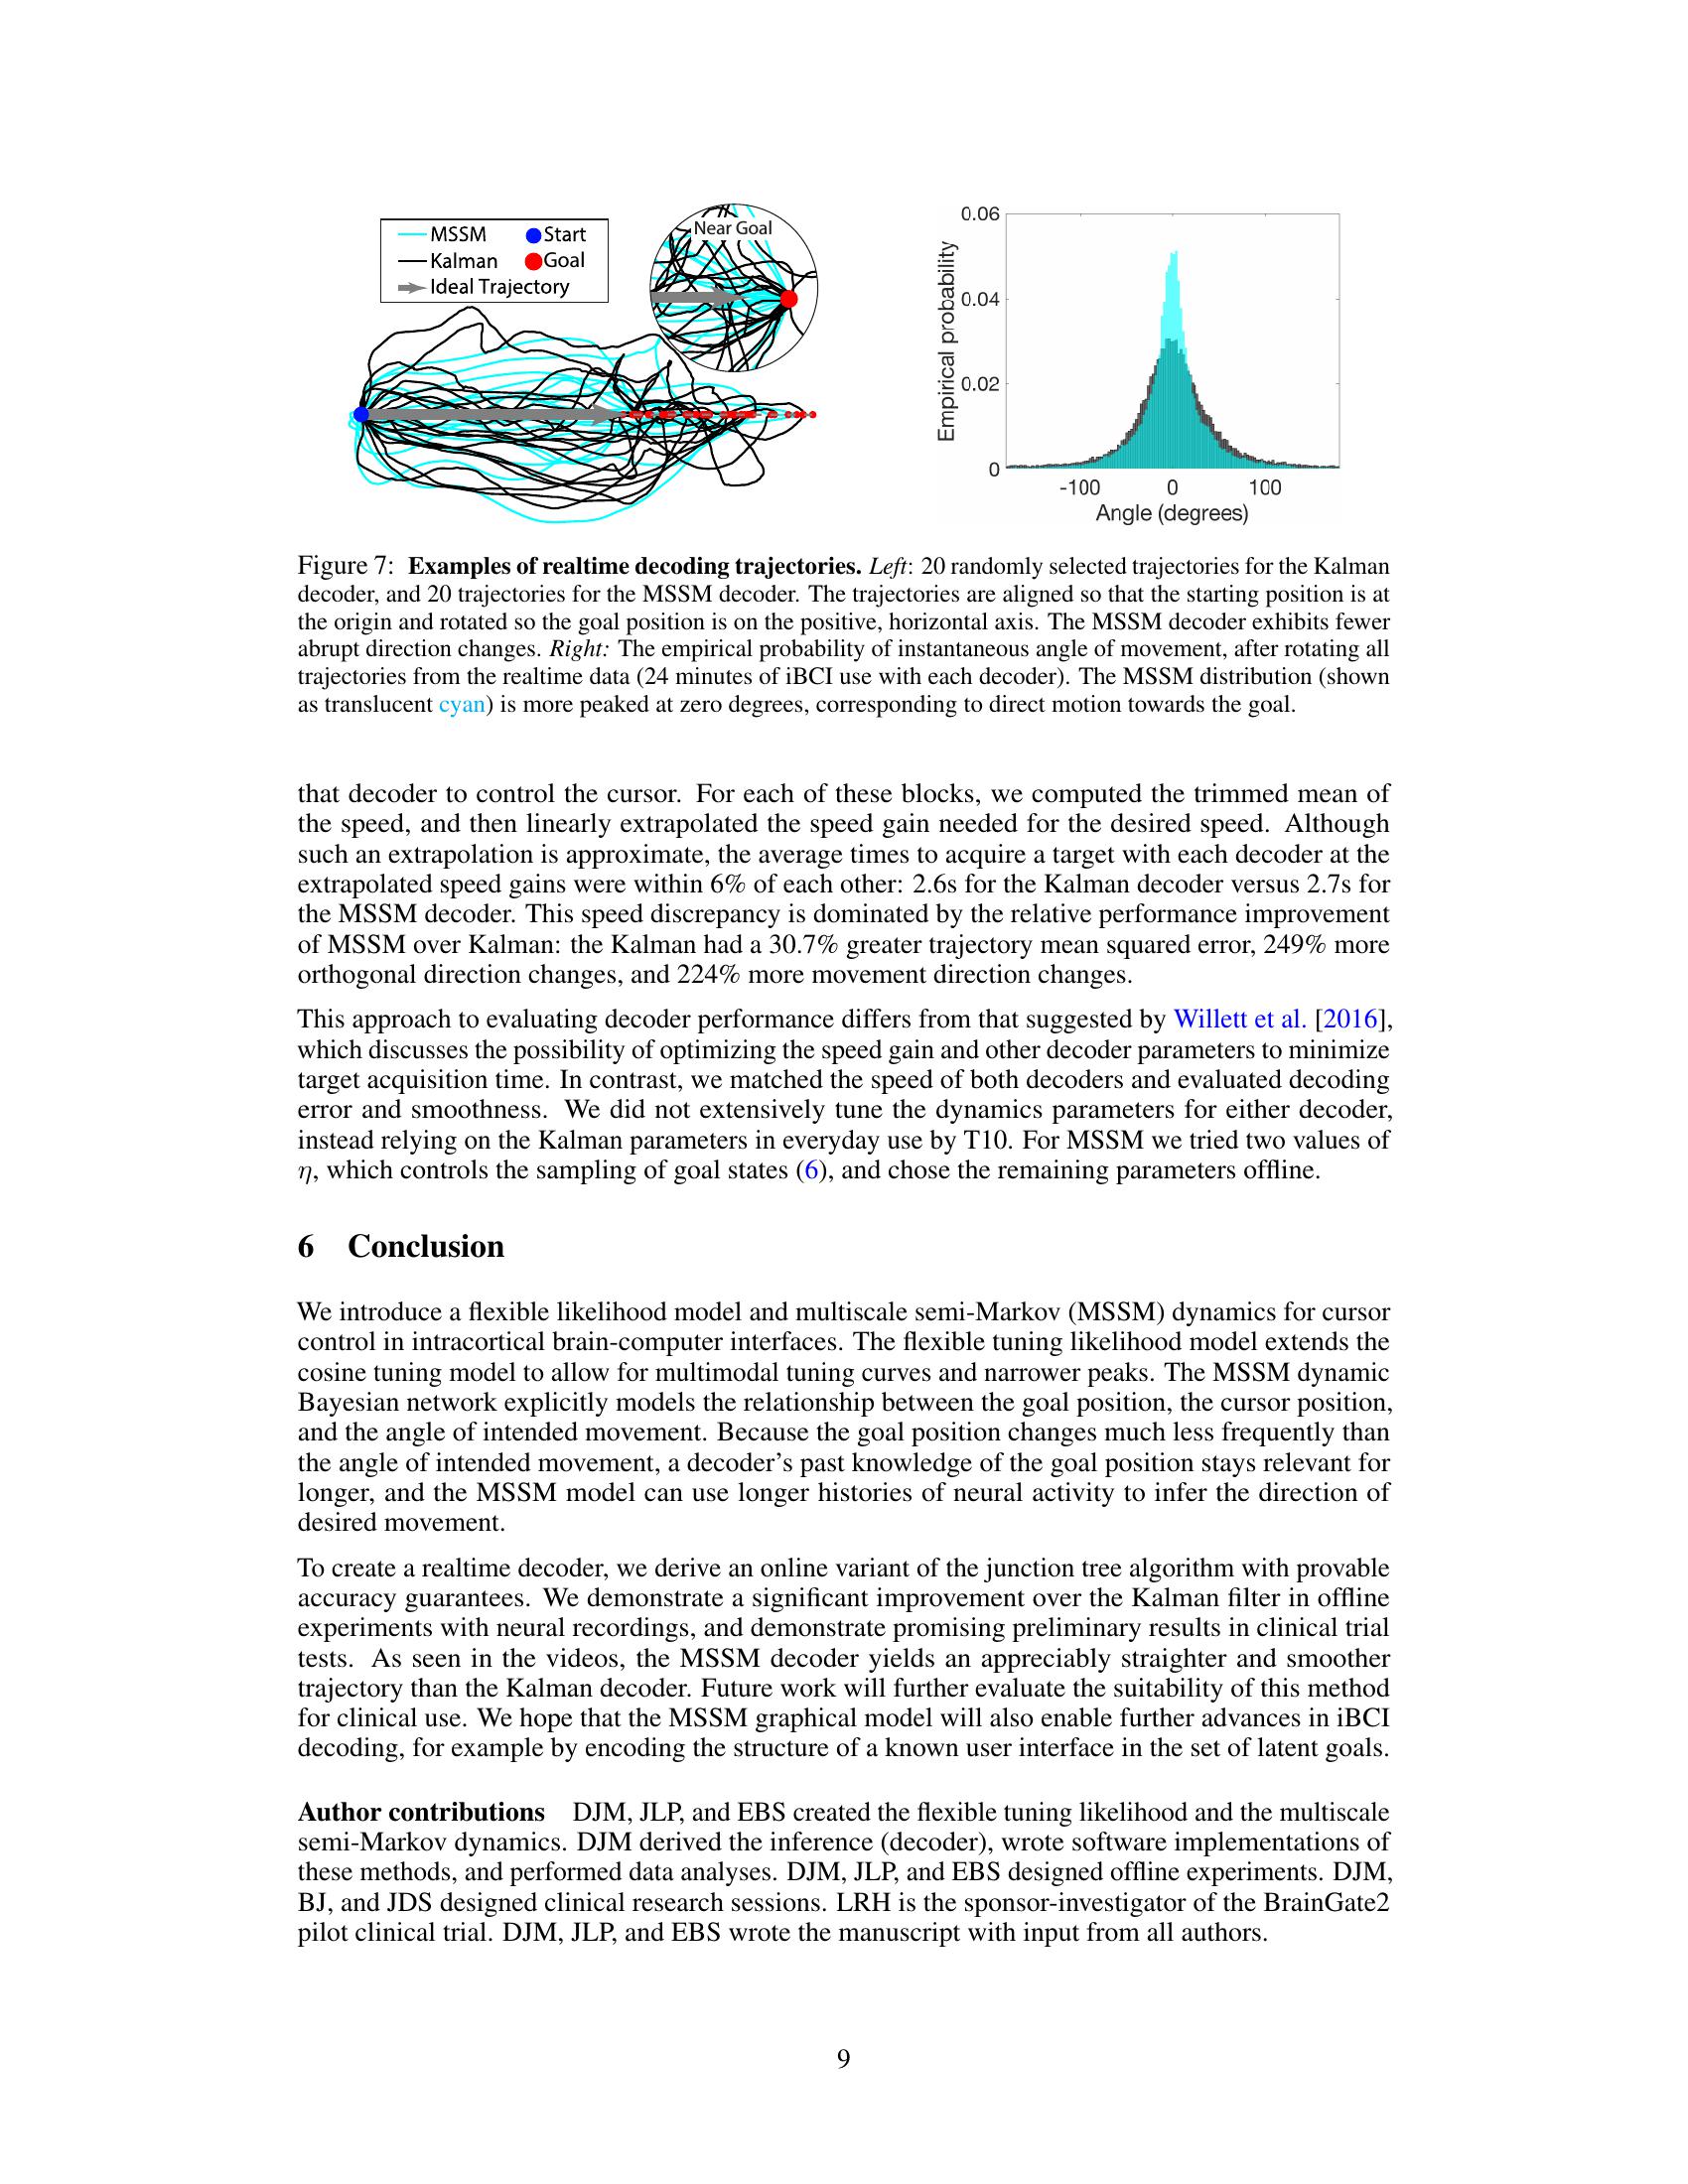 MSSM
Start
Kalman
Goal
Ideal Trajectory
Near Goal
0.06
0.04
0.02
0
Empirical probability
-100
0
100
Angle (degrees)
Figure 7: Examples of realtime decoding trajectories. Left: 20 randomly selected trajectories for the Kalman
decoder, and 20 trajectories for the MSSM decoder. The trajectories are aligned so that the starting position is at
the origin and rotated so the goal position is on the positive, horizontal axis. The MSSM decoder exhibits fewer
abrupt direction changes. Right: The empirical probability of instantaneous angle of movement, after rotating all
trajectories from the realtime data (24 minutes of iBCI use with each decoder). The MSSM distribution (shown
as translucent cyan) is more peaked at zero degrees, corresponding to direct motion towards the goal.
that decoder to control the cursor. For each of these blocks, we computed the trimmed mean of
the speed, and then linearly extrapolated the speed gain needed for the desired speed. Although
such an extrapolation is approximate, the average times to acquire a target with each decoder at the
extrapolated speed gains were within 6% of each other: 2.6s for the Kalman decoder versus 2.7s for
the MSSM decoder. This speed discrepancy is dominated by the relative performance improvement
of MSSM over Kalman: the Kalman had a 30.7% greater trajectory mean squared error, 249% more
orthogonal direction changes, and 224% more movement direction changes.
This approach to evaluating decoder performance differs from that suggested by Willett et al. [2016],
which discusses the possibility of optimizing the speed gain and other decoder parameters to minimize
target acquisition time. In contrast, we matched the speed of both decoders and evaluated decoding
error and smoothness. We did not extensively tune the dynamics parameters for either decoder,
instead relying on the Kalman parameters in everyday use by T10. For MSSM we tried two values of
η, which controls the sampling of goal states (6), and chose the remaining parameters offline.
6 Conclusion
We introduce a flexible likelihood model and multiscale semi-Markov (MSSM) dynamics for cursor
control in intracortical brain-computer interfaces. The flexible tuning likelihood model extends the
cosine tuning model to allow for multimodal tuning curves and narrower peaks. The MSSM dynamic
Bayesian network explicitly models the relationship between the goal position, the cursor position,
and the angle of intended movement. Because the goal position changes much less frequently than
the angle of intended movement, a decoder's past knowledge of the goal position stays relevant for
longer, and the MSSM model can use longer histories of neural activity to infer the direction of
desired movement.
To create a realtime decoder, we derive an online variant of the junction tree algorithm with provable
accuracy guarantees. We demonstrate a significant improvement over the Kalman filter in offline
experiments with neural recordings, and demonstrate promising preliminary results in clinical trial
tests. As seen in the videos, the MSSM decoder yields an appreciably straighter and smoother
trajectory than the Kalman decoder. Future work will further evaluate the suitability of this method
for clinical use. We hope that the MSSM graphical model will also enable further advances in iBCI
decoding, for example by encoding the structure of a known user interface in the set of latent goals.
Author contributions DJM, JLP, and EBS created the flexible tuning likelihood and the multiscale
semi-Markov dynamics. DJM derived the inference (decoder), wrote software implementations of
these methods, and performed data analyses. DJM, JLP, and EBS designed offline experiments. DJM,
BJ, and JDS designed clinical research sessions. LRH is the sponsor-investigator of the BrainGate2
pilot clinical trial. DJM, JLP, and EBS wrote the manuscript with input from all authors.
9